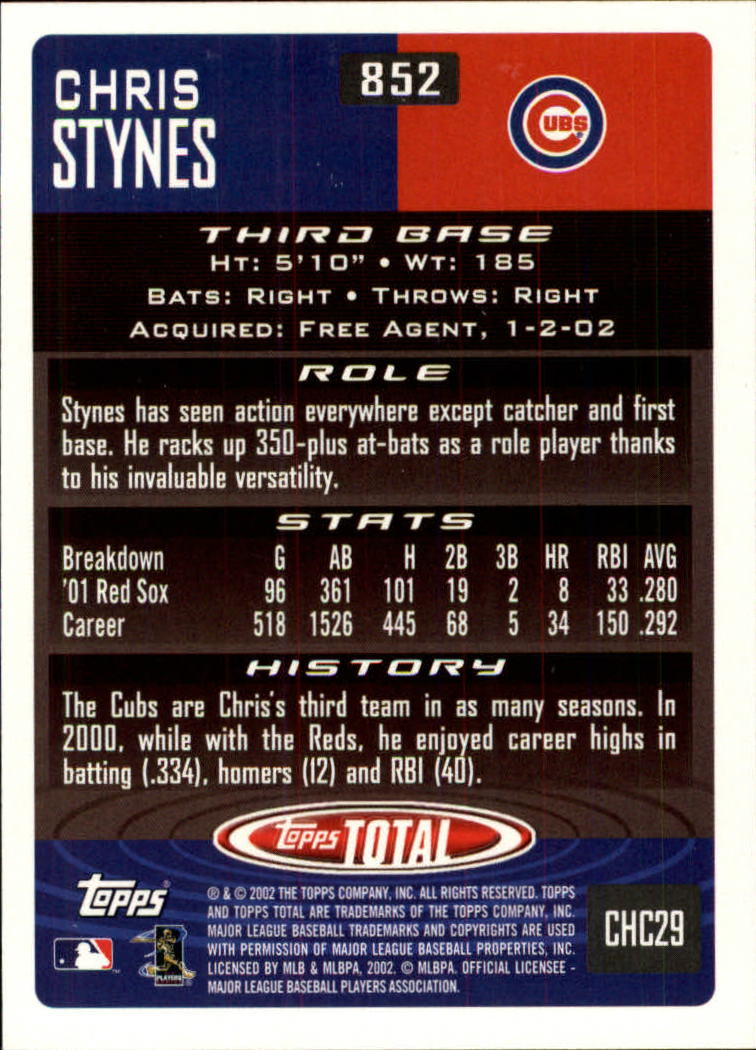 CHRIS
STYNES
852
CUBS
THIRD BASE
HT: 5'10" • WT: 185
BATS: RIGHT • THROWS: RIGHT
ACQUIRED: FREE AGENT, 1-2-02
ROLE
Stynes has seen action everywhere except catcher and first
base. He racks up 350-plus at-bats as a role player thanks
to his invaluable versatility.
STATS
Breakdown G AB H 2B 3B HR RBI AVG
'01 Red Sox 96 361 101 19 2 8 33 .280
Career 518 1526 445 68 5 34 150 .292
HISTORY
The Cubs are Chris's third team in as many seasons. In
2000, while with the Reds, he enjoyed career highs in
batting (.334), homers (12) and RBI (40).
topps TOTAL
topps®
® & © 2002 THE TOPPS COMPANY, INC. ALL RIGHTS RESERVED. TOPPS
AND TOPPS TOTAL ARE TRADEMARKS OF THE TOPPS COMPANY, INC.
MAJOR LEAGUE BASEBALL TRADEMARKS AND COPYRIGHTS ARE USED
WITH PERMISSION OF MAJOR LEAGUE BASEBALL PROPERTIES, INC.
LICENSED BY MLB & MLBPA, 2002. © MLBPA. OFFICIAL LICENSEE -
MAJOR LEAGUE BASEBALL PLAYERS ASSOCIATION.
CHC29
PLAYERS